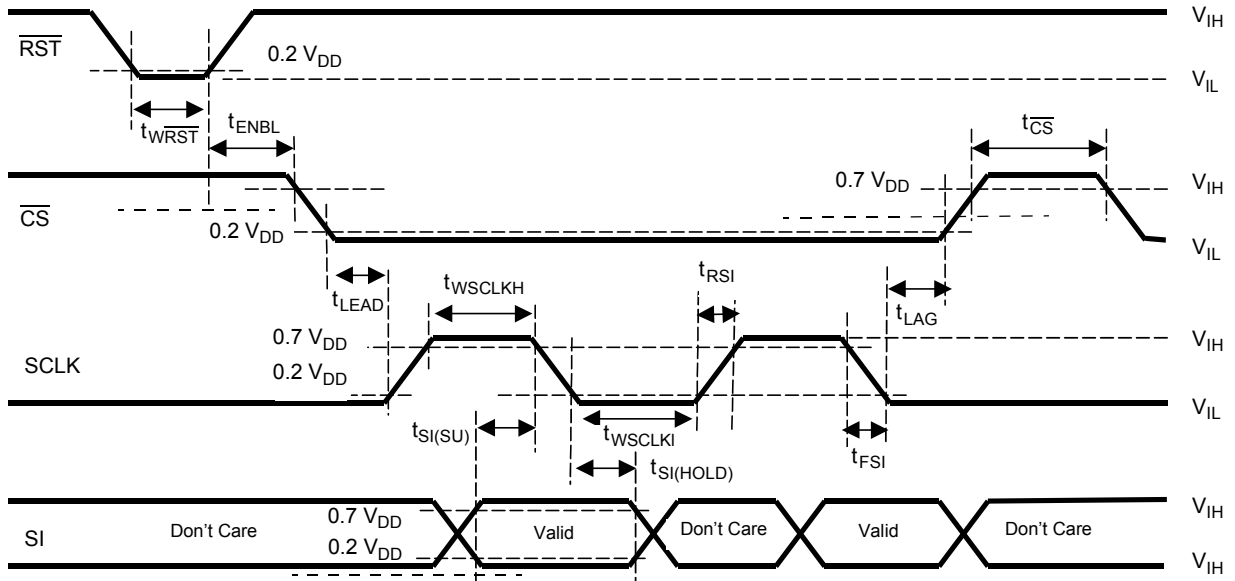 V_IH
RST
0.2 V_DD
V_IL
t_WRST
t_ENBL
t_CS
0.7 V_DD
V_IH
CS
0.2 V_DD
V_IL
t_LEAD
t_WSCLKH
t_RSI
t_LAG
0.7 V_DD
V_IH
SCLK
0.2 V_DD
V_IL
t_SI(SU)
t_WSCLKl
t_FSI
t_SI(HOLD)
V_IH
0.7 V_DD
SI
Don't Care
Valid
Don't Care
Valid
Don't Care
0.2 V_DD
V_IH